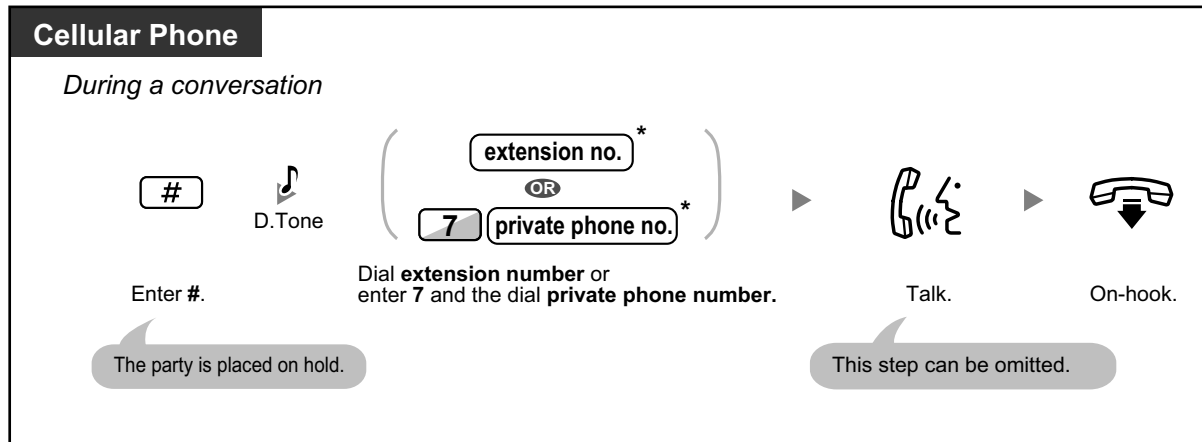 Cellular Phone
During a conversation
extension no.*
OR
#
D.Tone
7 private phone no.*
Dial extension number or
enter 7 and the dial private phone number.
Enter #.
Talk.
On-hook.
The party is placed on hold.
This step can be omitted.